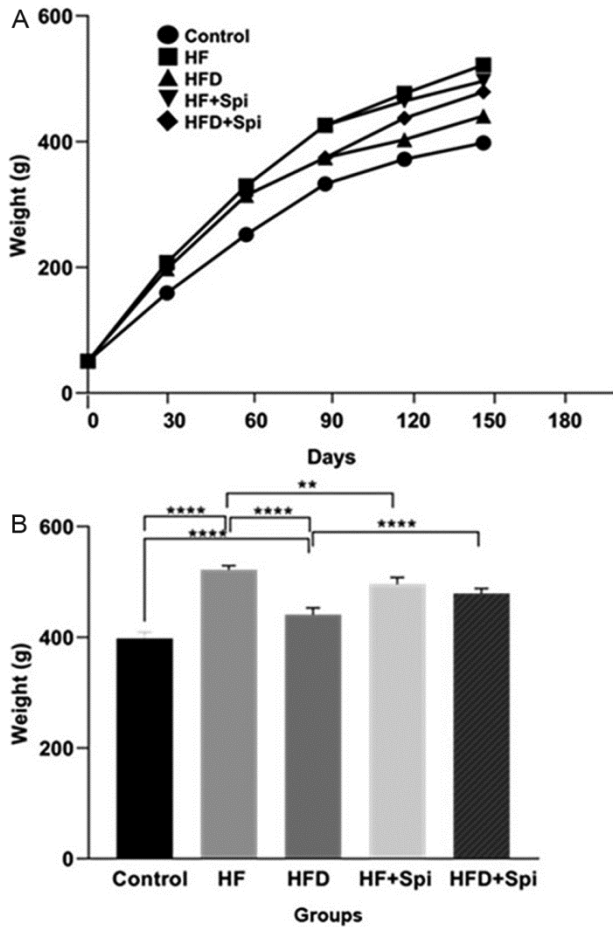 A
600
400
200
0
Weight (g)
Control
HF
HFD
HF+Spi
HFD+Spi
0 30 60 90 120 150 180
Days
B
**
**** **** ****
****
600
400
200
0
Weight (g)
Control HF HFD HF+Spi HFD+Spi
Groups